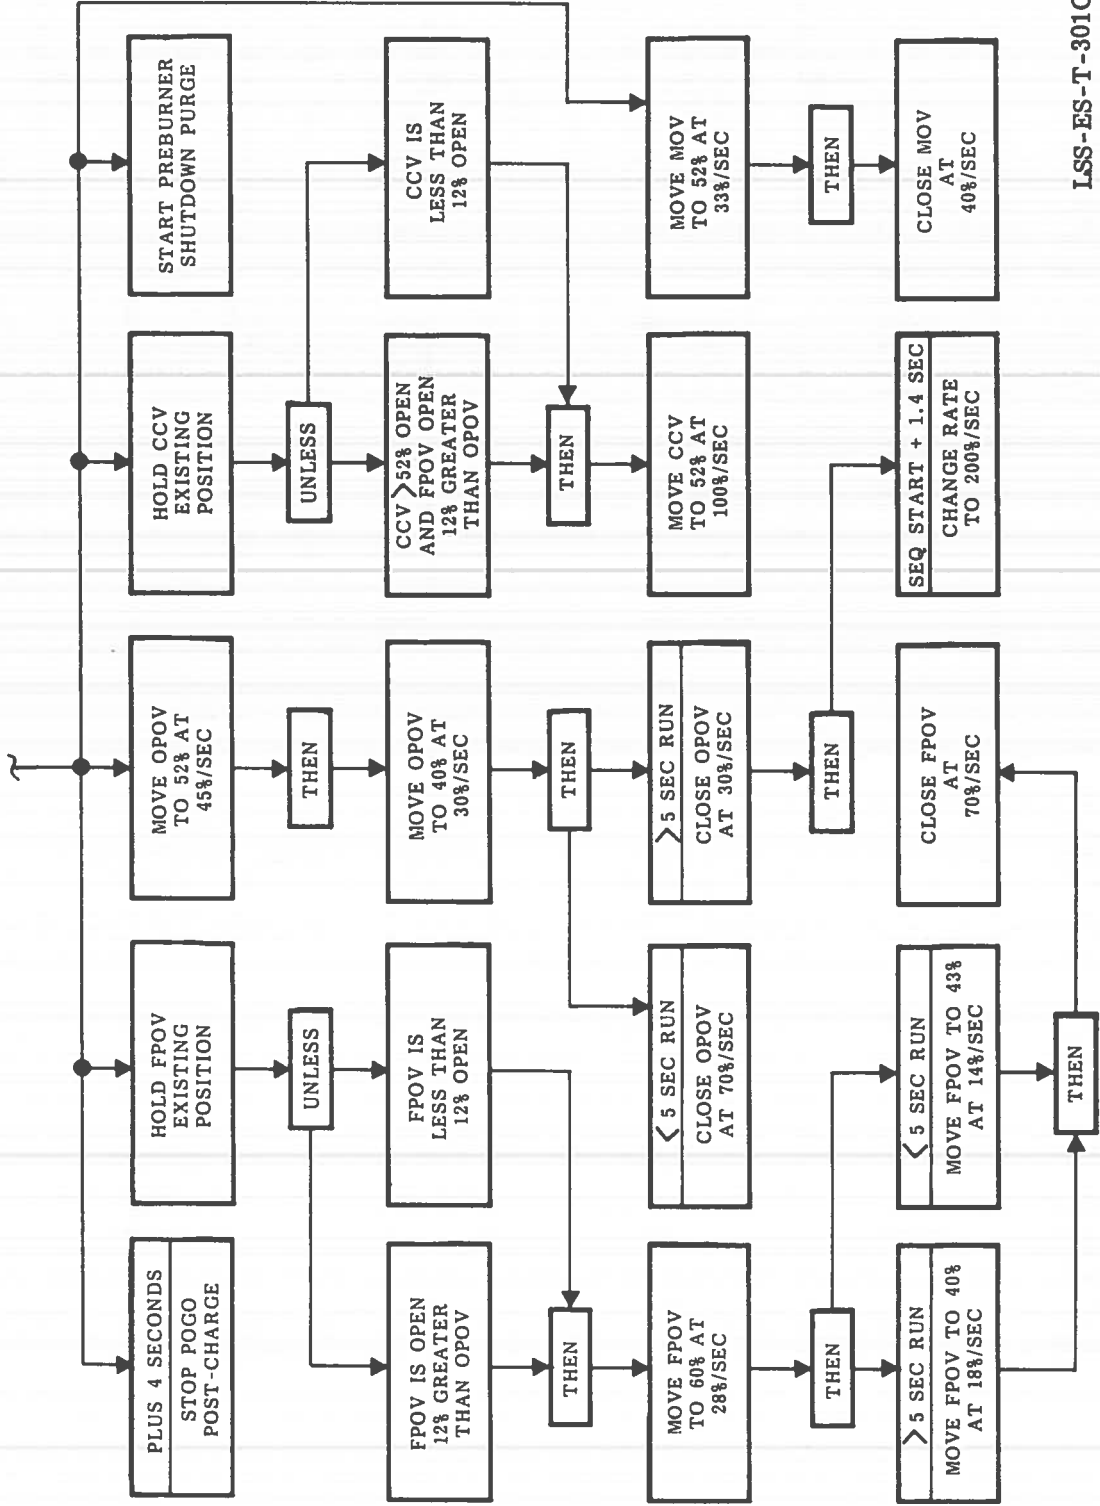 PLUS 4 SECONDS
STOP POGO
POST-CHARGE
HOLD FPOV
EXISTING
POSITION
MOVE OPOV
TO 52% AT
45%/SEC
HOLD CCV
EXISTING
POSITION
START PREBURNER
SHUTDOWN PURGE
UNLESS
THEN
UNLESS
FPOV IS OPEN
12% GREATER
THAN OPOV
FPOV IS
LESS THAN
12% OPEN
MOVE OPOV
TO 40% AT
30%/SEC
CCV >52% OPEN
AND FPOV OPEN
12% GREATER
THAN OPOV
CCV IS
LESS THAN
12% OPEN
THEN
THEN
THEN
MOVE FPOV
TO 60% AT
28%/SEC
< 5 SEC RUN
CLOSE OPOV
AT 70%/SEC
> 5 SEC RUN
CLOSE OPOV
AT 30%/SEC
MOVE CCV
TO 52% AT
100%/SEC
MOVE MOV
TO 52% AT
33%/SEC
THEN
THEN
THEN
> 5 SEC RUN
MOVE FPOV TO 40%
AT 18%/SEC
< 5 SEC RUN
MOVE FPOV TO 43%
AT 14%/SEC
CLOSE FPOV
AT
70%/SEC
SEQ START + 1.4 SEC
CHANGE RATE
TO 200%/SEC
CLOSE MOV
AT
40%/SEC
THEN
LSS-ES-T-301C